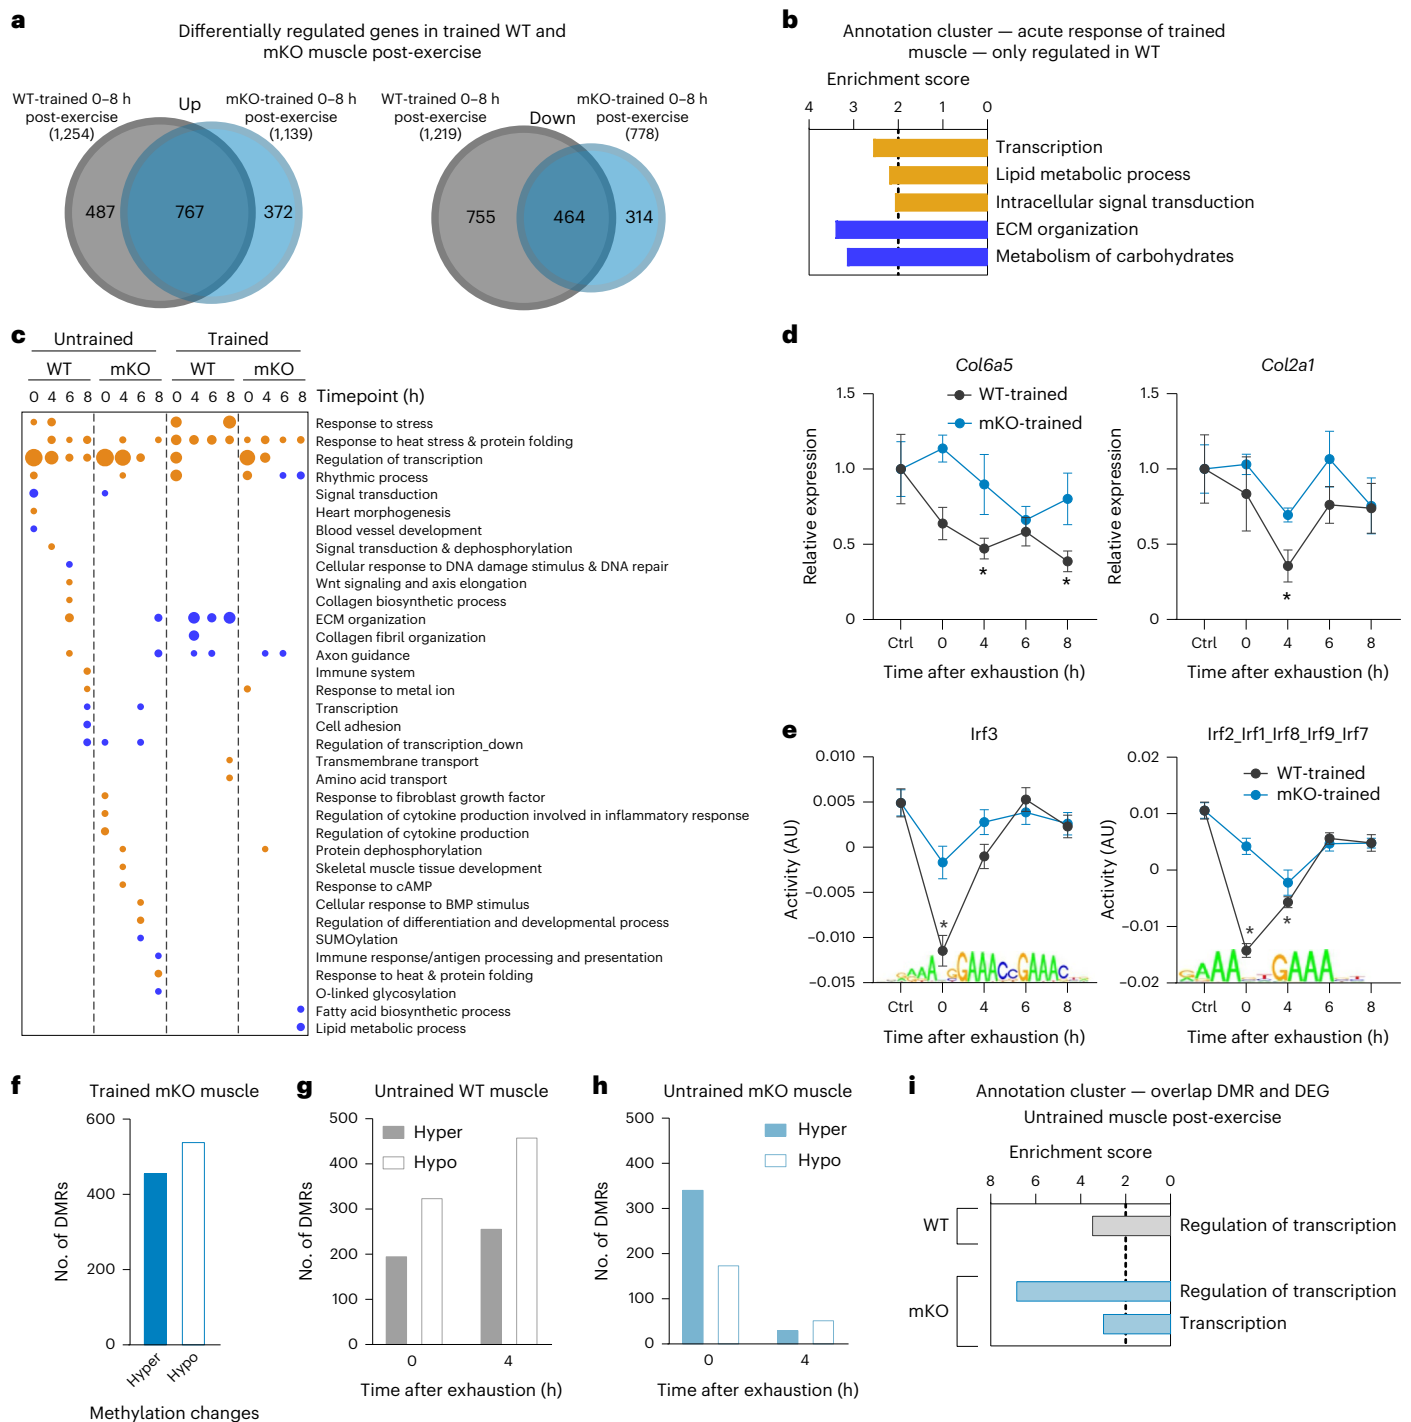 a
Differentially regulated genes in trained WT and
mKO muscle post-exercise
WT-trained 0–8 h
post-exercise
(1,254)
Up
mKO-trained 0–8 h
post-exercise
(1,139)
487
767
372
WT-trained 0–8 h
post-exercise
(1,219)
Down
mKO-trained 0–8 h
post-exercise
(778)
755
464
314
b
Annotation cluster — acute response of trained
muscle — only regulated in WT
Enrichment score
4 3 2 1 0
Transcription
Lipid metabolic process
Intracellular signal transduction
ECM organization
Metabolism of carbohydrates
c
Untrained Trained
WT mKO WT mKO
0 4 6 8 0 4 6 8 0 4 6 8 0 4 6 8 Timepoint (h)
Response to stress
Response to heat stress & protein folding
Regulation of transcription
Rhythmic process
Signal transduction
Heart morphogenesis
Blood vessel development
Signal transduction & dephosphorylation
Cellular response to DNA damage stimulus & DNA repair
Wnt signaling and axis elongation
Collagen biosynthetic process
ECM organization
Collagen fibril organization
Axon guidance
Immune system
Response to metal ion
Transcription
Cell adhesion
Regulation of transcription_down
Transmembrane transport
Amino acid transport
Response to fibroblast growth factor
Regulation of cytokine production involved in inflammatory response
Regulation of cytokine production
Protein dephosphorylation
Skeletal muscle tissue development
Response to cAMP
Cellular response to BMP stimulus
Regulation of differentiation and developmental process
SUMOylation
Immune response/antigen processing and presentation
Response to heat & protein folding
O-linked glycosylation
Fatty acid biosynthetic process
Lipid metabolic process
d
Col6a5
WT-trained
mKO-trained
Relative expression
1.5
1.0
0.5
0
*
*
Ctrl 0 4 6 8
Time after exhaustion (h)
Col2a1
Relative expression
1.5
1.0
0.5
0
*
Ctrl 0 4 6 8
Time after exhaustion (h)
e
Irf3
Activity (AU)
0.010
0.005
0
−0.005
−0.010
−0.015
*
AAA GAAACCGAAAC
Ctrl 0 4 6 8
Time after exhaustion (h)
Irf2_Irf1_Irf8_Irf9_Irf7
WT-trained
mKO-trained
Activity (AU)
0.02
0.01
0
−0.01
−0.02
*
*
AAA GAAA
Ctrl 0 4 6 8
Time after exhaustion (h)
f
Trained mKO muscle
No. of DMRs
600
400
200
0
Hyper
Hypo
Methylation changes
g
Untrained WT muscle
Hyper
Hypo
No. of DMRs
500
400
300
200
100
0
0 4
Time after exhaustion (h)
h
Untrained mKO muscle
Hyper
Hypo
No. of DMRs
500
400
300
200
100
0
0 4
Time after exhaustion (h)
i
Annotation cluster — overlap DMR and DEG
Untrained muscle post-exercise
Enrichment score
8 6 4 2 0
WT
Regulation of transcription
mKO
Regulation of transcription
Transcription